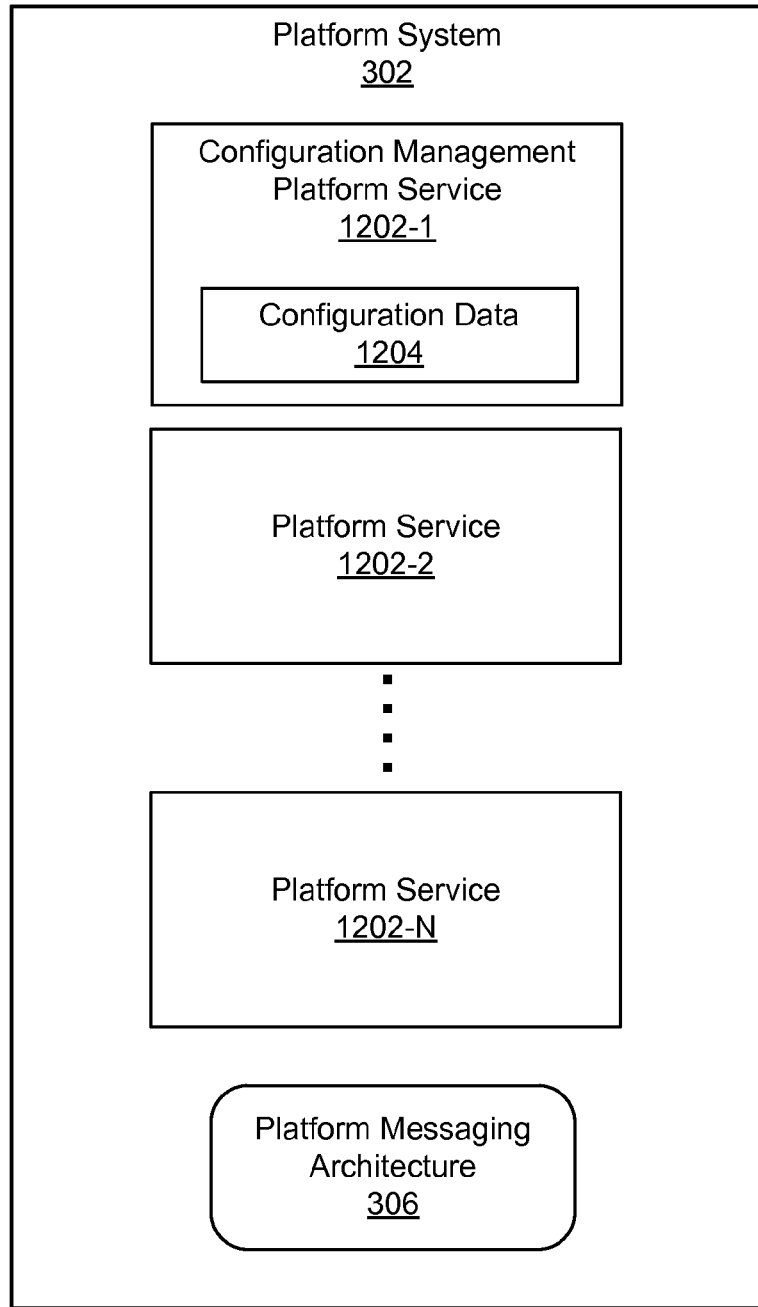 Platform System
302
Configuration Management
Platform Service
1202-1
Configuration Data
1204
Platform Service
1202-2
Platform Service
1202-N
Platform Messaging
Architecture
306